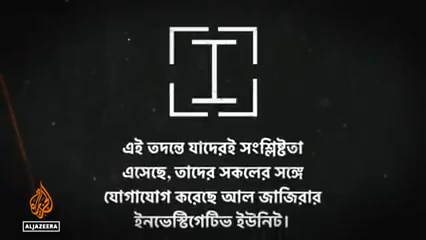 এই তদন্তে যাদেরই সংশ্লিষ্টতা
এসেছে, তাদের সকলের সঙ্গে
যোগাযোগ করেছে আল জাজিরার
ইনভেস্টিগেটিভ ইউনিট।
ALJAZEERA